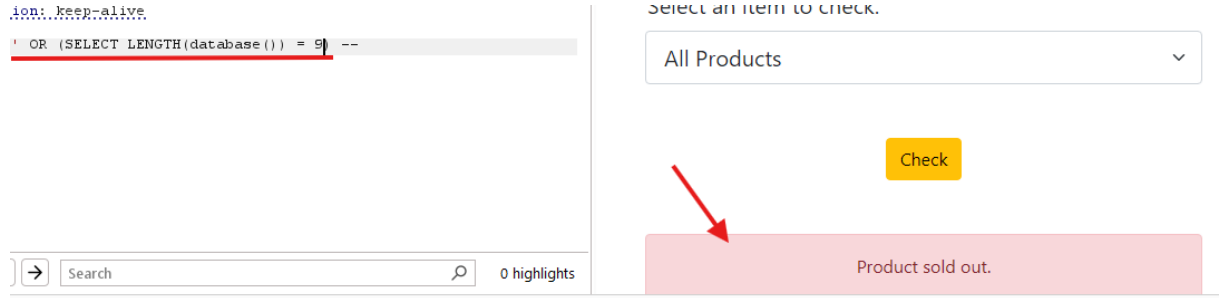 ion: keep-alive
' OR (SELECT LENGTH(database()) = 9) --
Search
0 highlights
Select an item to check:
All Products
Check
Product sold out.